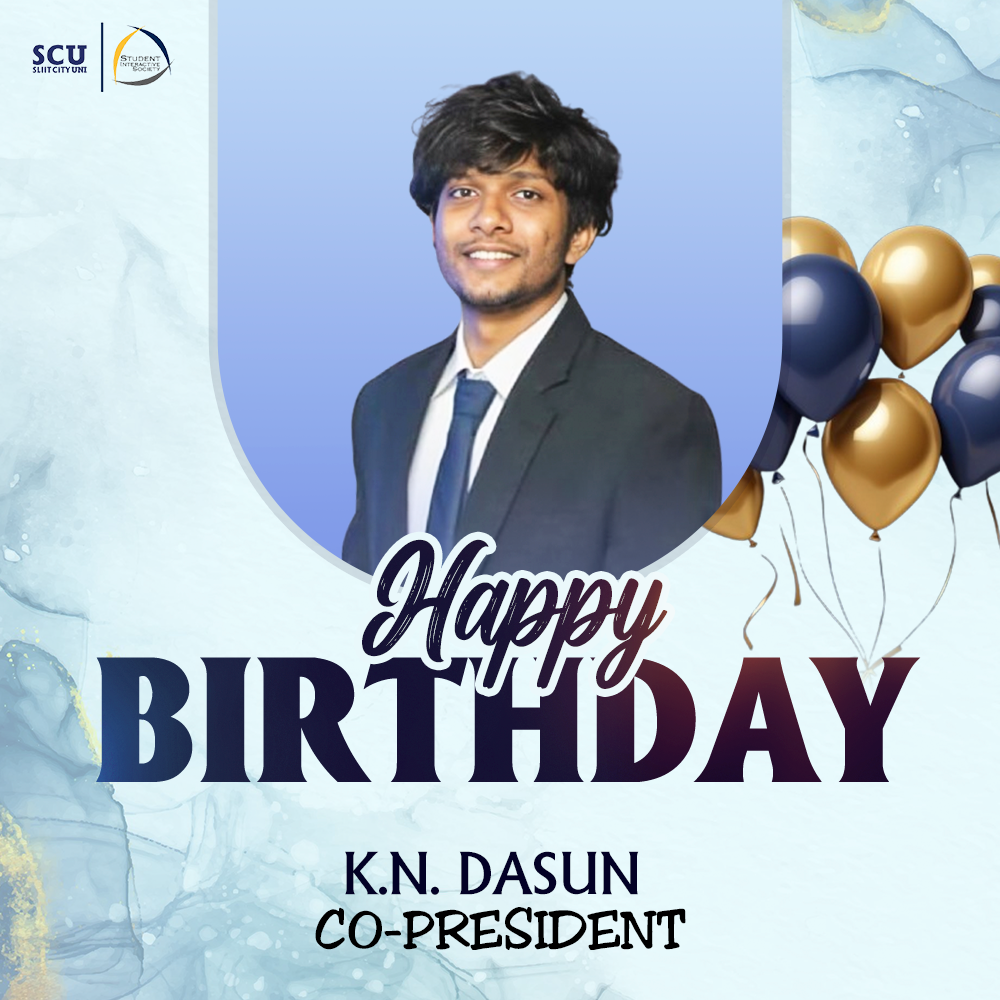 SCU
SLIIT CITY UNI
STUDENT
INTERACTIVE
SOCIETY
Happy
BIRTHDAY
K.N. DASUN
CO-PRESIDENT